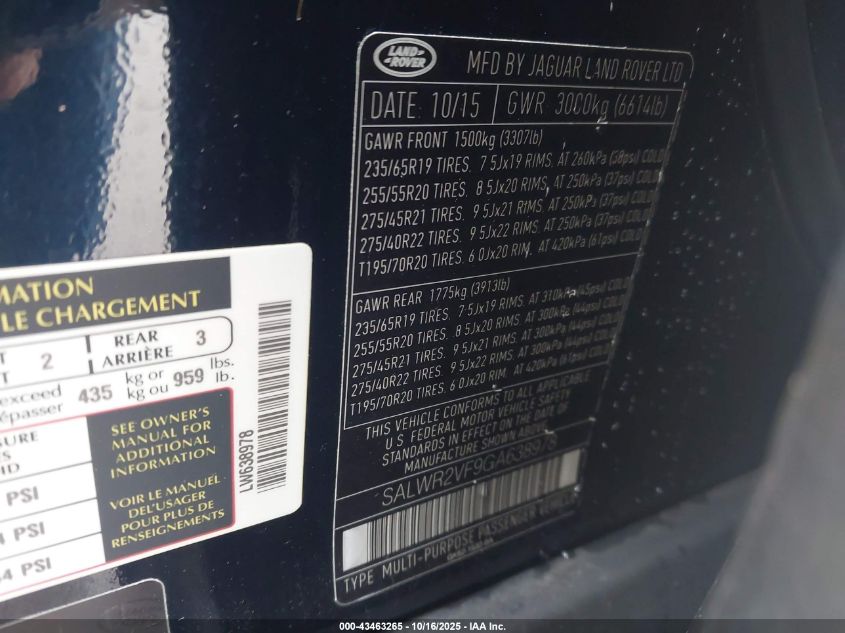 LAND ROVER
MFD BY JAGUAR LAND ROVER LTD
DATE: 10/15 GWR 3000kg (6614lb)
GAWR FRONT 1500kg (3307lb)
235/65R19 TIRES. 7 5Jx19 RIMS, AT 260kPa COLD
255/55R20 TIRES. 8 5Jx20 RIMS, AT 250kPa (37psi) COLD
275/45R21 TIRES. 9 5Jx21 RIMS. AT 250kPa (37psi) COLD
275/40R22 TIRES. 9 5Jx22 RIMS. AT 250kPa (37psi) COLD
T195/70R20 TIRES. 6 0Jx20 RIM. AT 420kPa (61psi) COLD
GAWR REAR 1775kg (3913lb)
235/65R19 TIRES. 7 5Jx19 RIMS. AT 310kPa (45psi) COLD
255/55R20 TIRES. 8 5Jx20 RIMS. AT 300kPa (44psi) COLD
275/45R21 TIRES. 9 5Jx21 RIMS. AT 300kPa (44psi) COLD
275/40R22 TIRES. 9 5Jx22 RIMS. AT 300kPa (44psi) COLD
T195/70R20 TIRES. 6 0Jx20 RIM. AT 420kPa (61psi) COLD
THIS VEHICLE CONFORMS TO ALL APPLICABLE
U S FEDERAL MOTOR VEHICLE SAFETY
STANDARDS IN EFFECT ON THE DATE OF
MANUFACTURE SHOWN ABOVE
SALWR2VF9GA638978
TYPE MULTI-PURPOSE PASSENGER VEHICLE
MATION
LE CHARGEMENT
T 2 REAR 3
T ARRIÈRE
exceed 435 kg or 959 lbs.
épasser kg ou lb.
SURE
ES
ID
PSI
4 PSI
54 PSI
SEE OWNER'S
MANUAL FOR
ADDITIONAL
INFORMATION
VOIR LE MANUEL
DE L'USAGER
POUR PLUS DE
RENSEIGNEMENTS
LW638978
LAND ROVER
000-43463265 - 10/16/2025 - IAA Inc.